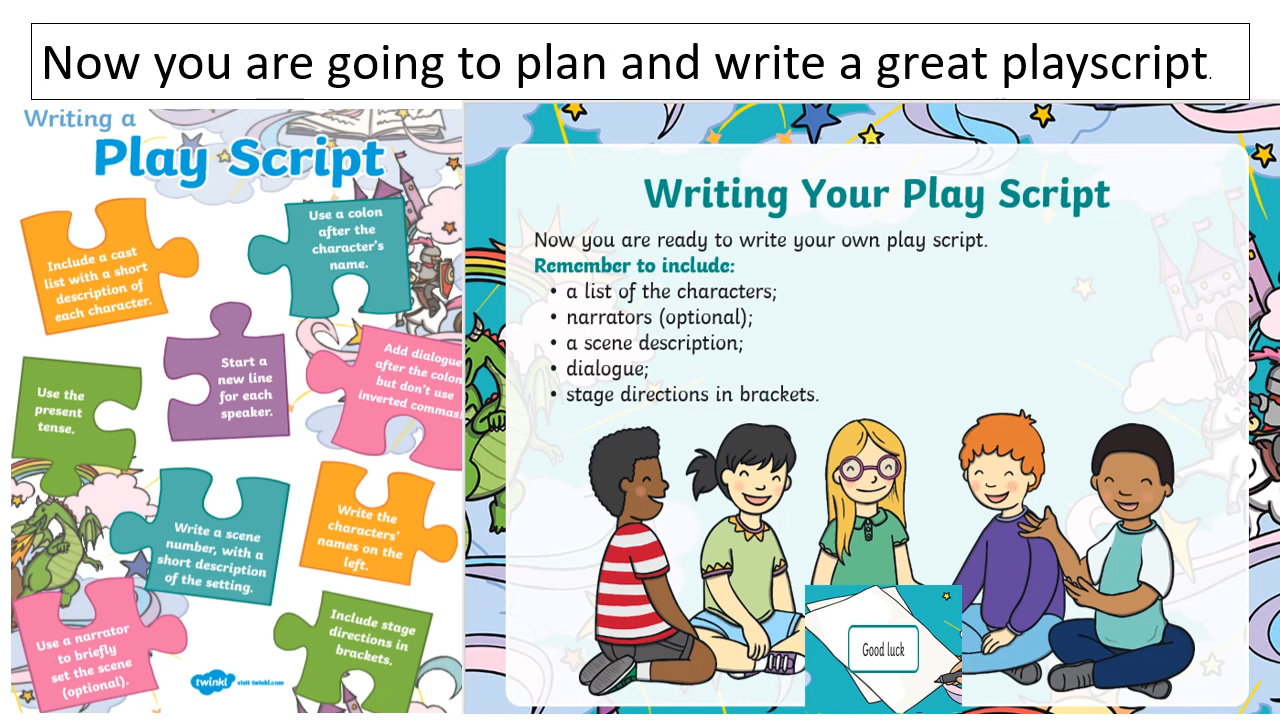 Now you are going to plan and write a great playscript.
Writing a
Play Script
Include a cast
list with a short
description of
each character.
Use a colon
after the
character's
name.
Start a
new line
for each
speaker.
Add dialogue
after the colon
but don't use
inverted commas.
Use the
present
tense.
Write a scene
number, with a
short description
of the setting.
Write the
characters'
names on the
left.
Use a narrator
to briefly
set the scene
(optional).
Include stage
directions in
brackets.
twinkl visit twinkl.com
Writing Your Play Script
Now you are ready to write your own play script.
Remember to include:
• a list of the characters;
• narrators (optional);
• a scene description;
• dialogue;
• stage directions in brackets.
Good luck